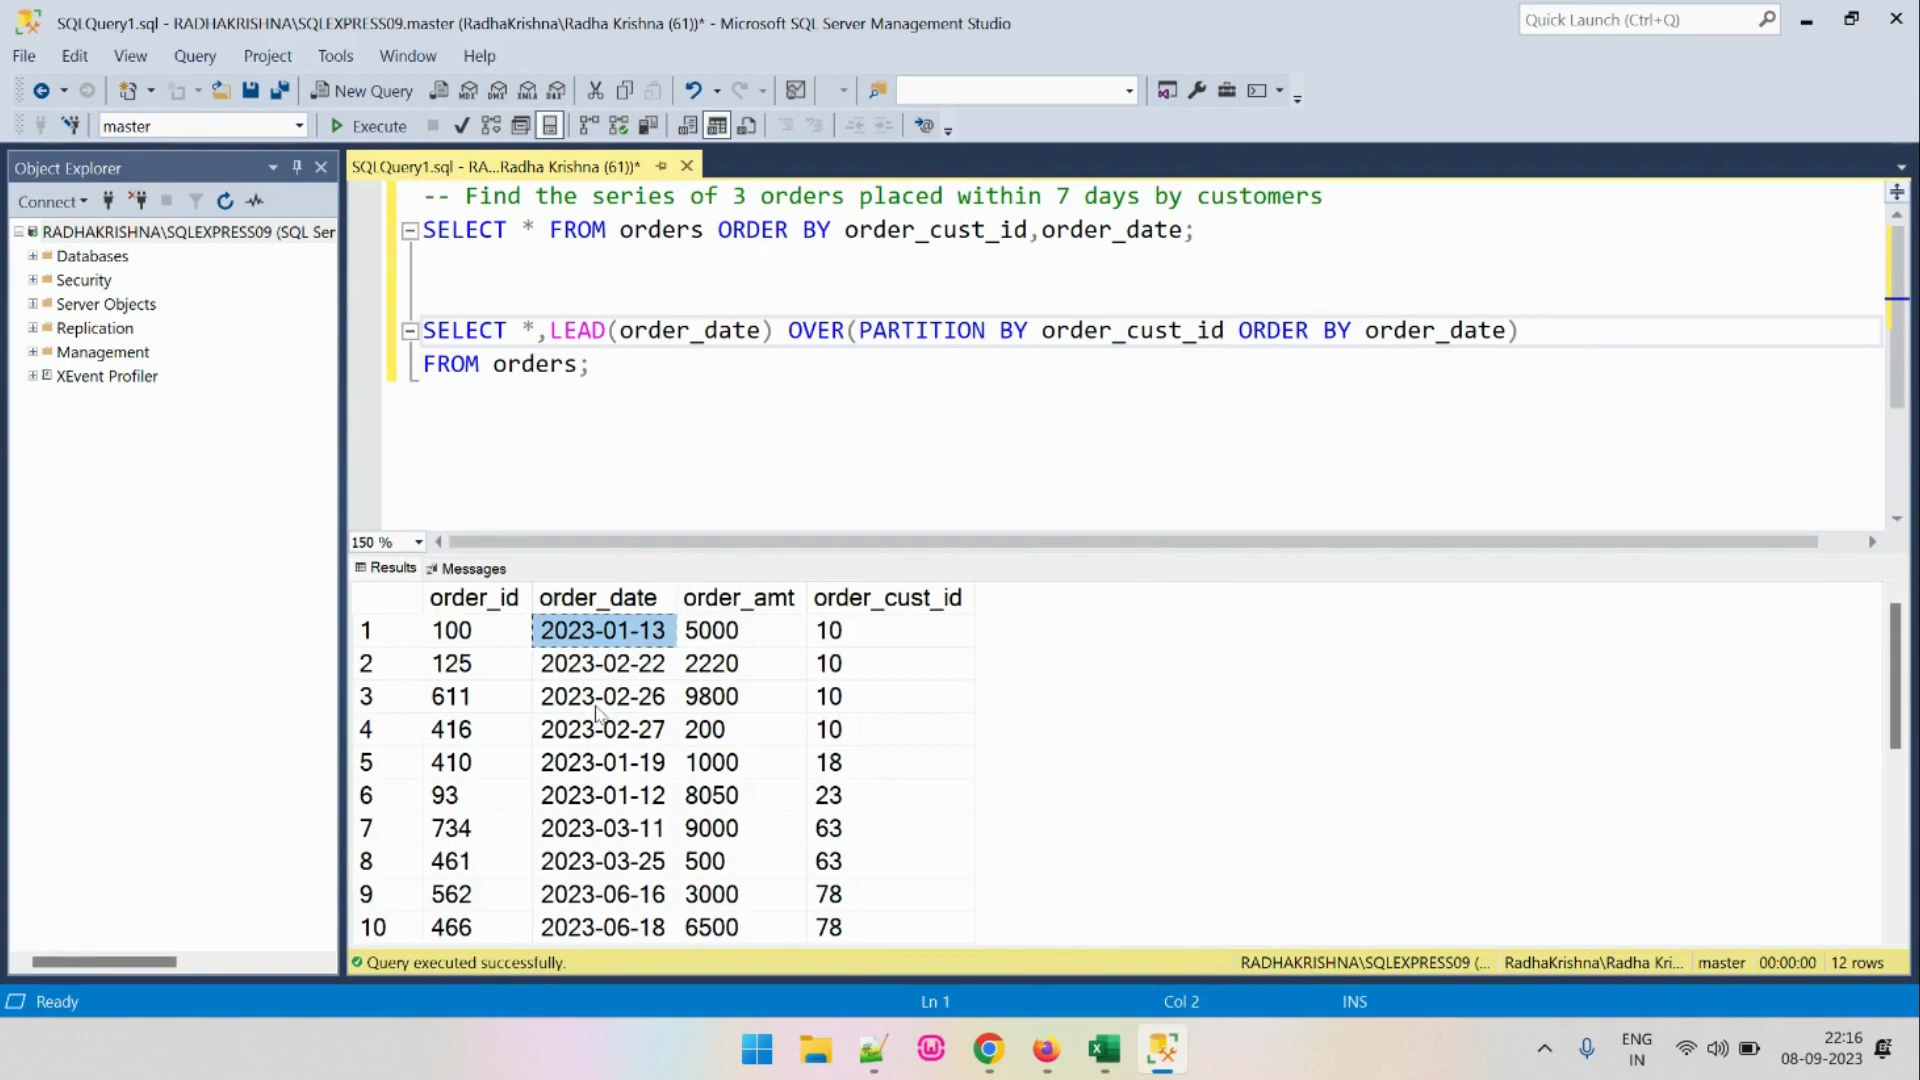 SQLQuery1.sql - RADHAKRISHNA\SQLEXPRESS09.master (RadhaKrishna\Radha Krishna (61))* - Microsoft SQL Server Management Studio
Quick Launch (Ctrl+Q)
File Edit View Query Project Tools Window Help
New Query MDX DMX XMLA DAX
master Execute
Object Explorer
SQLQuery1.sql - RA...Radha Krishna (61))*
Connect
RADHAKRISHNA\SQLEXPRESS09 (SQL Ser
Databases
Security
Server Objects
Replication
Management
XEvent Profiler
-- Find the series of 3 orders placed within 7 days by customers
SELECT * FROM orders ORDER BY order_cust_id,order_date;
SELECT *,LEAD(order_date) OVER(PARTITION BY order_cust_id ORDER BY order_date)
FROM orders;
150 %
Results Messages
order_id order_date order_amt order_cust_id
1 100 2023-01-13 5000 10
2 125 2023-02-22 2220 10
3 611 2023-02-26 9800 10
4 416 2023-02-27 200 10
5 410 2023-01-19 1000 18
6 93 2023-01-12 8050 23
7 734 2023-03-11 9000 63
8 461 2023-03-25 500 63
9 562 2023-06-16 3000 78
10 466 2023-06-18 6500 78
Query executed successfully. RADHAKRISHNA\SQLEXPRESS09 (... RadhaKrishna\Radha Kri... master 00:00:00 12 rows
Ready Ln 1 Col 2 INS
ENG
IN
22:16
08-09-2023